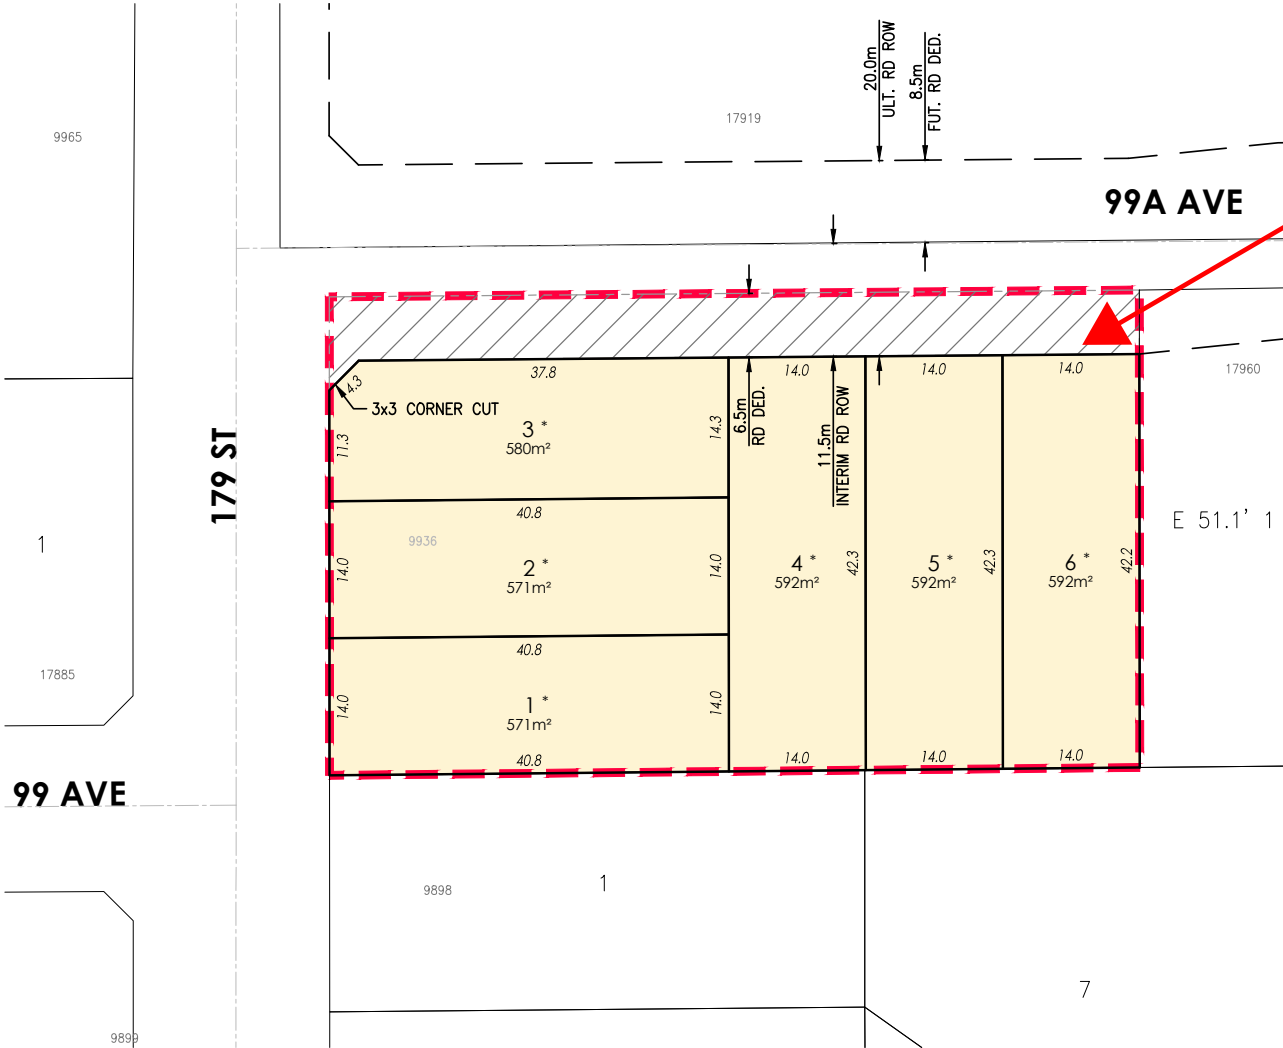 20.0m
ULT. RD ROW
8.5m
FUT. RD DED.
17919
9965
99A AVE
17960
37.8
14.0
14.0
14.0
4.3
3x3 CORNER CUT
6.5m
RD DED.
11.5m
INTERIM RD ROW
11.3
3 *
580m²
14.3
179 ST
40.8
9936
E 51.1' 1
1
14.0
2 *
571m²
14.0
4 *
592m²
42.3
5 *
592m²
42.3
6 *
592m²
42.2
40.8
17885
14.0
1 *
571m²
14.0
40.8
14.0
14.0
14.0
99 AVE
9898
1
7
9899